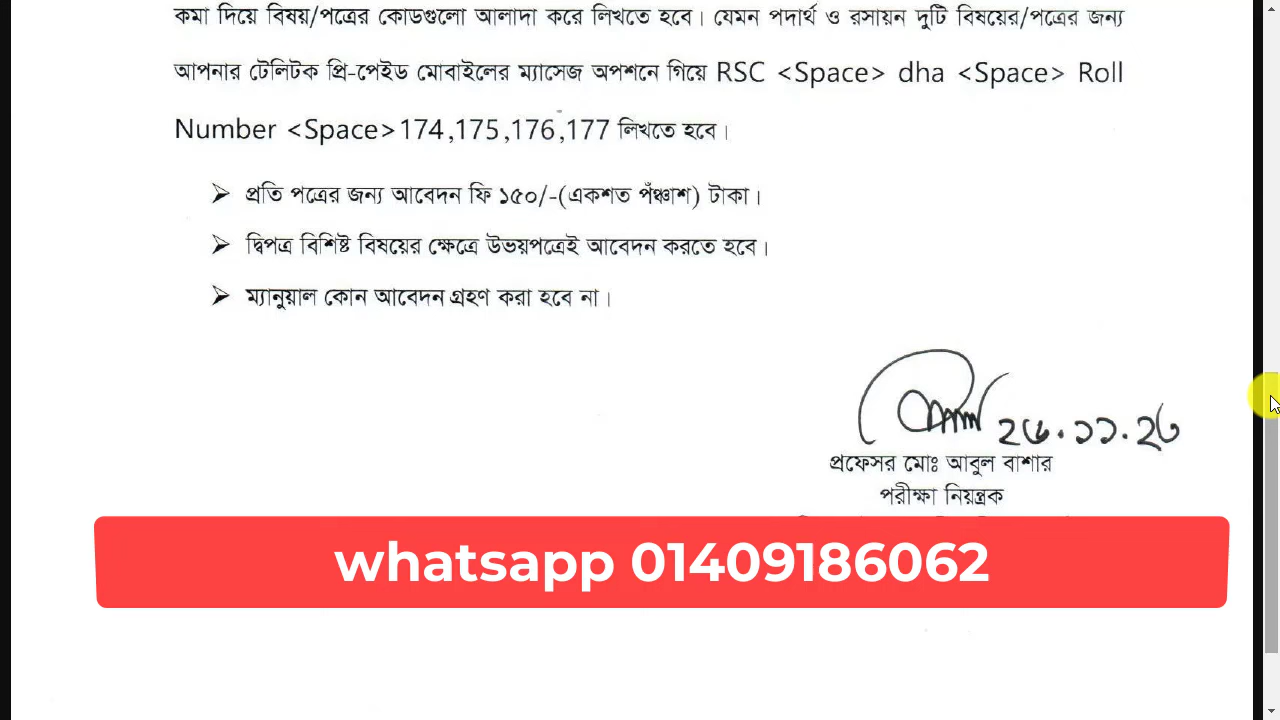 কমা দিয়ে বিষয়/পত্রের কোডগুলো আলাদা করে লিখতে হবে। যেমন পদার্থ ও রসায়ন দুটি বিষয়ের/পত্রের জন্য
আপনার টেলিটক প্রি-পেইড মোবাইলের ম্যাসেজ অপশনে গিয়ে RSC <Space> dha <Space> Roll
Number <Space>174,175,176,177 লিখতে হবে।
➢ প্রতি পত্রের জন্য আবেদন ফি ১৫০/-(একশত পঁঞ্চাশ) টাকা।
➢ দ্বিপত্র বিশিষ্ট বিষয়ের ক্ষেত্রে উভয়পত্রেই আবেদন করতে হবে।
➢ ম্যানুয়াল কোন আবেদন গ্রহণ করা হবে না।
২৬.১১.২৩
প্রফেসর মোঃ আবুল বাশার
পরীক্ষা নিয়ন্ত্রক
whatsapp 01409186062